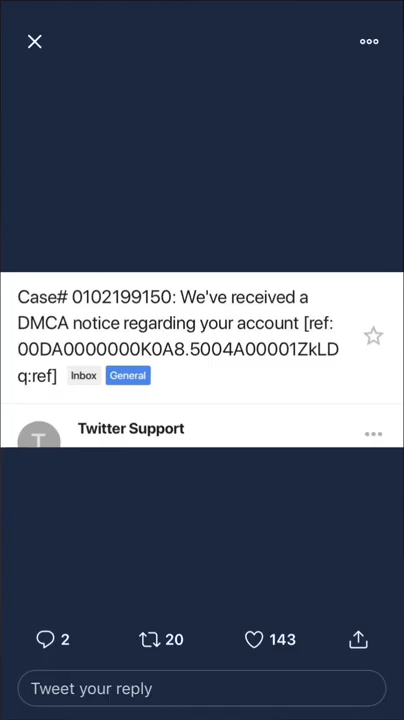 Case# 0102199150: We've received a
DMCA notice regarding your account [ref:
00DA0000000K0A8.5004A00001ZkLD
q:ref] Inbox General
T Twitter Support
2 20 143
Tweet your reply